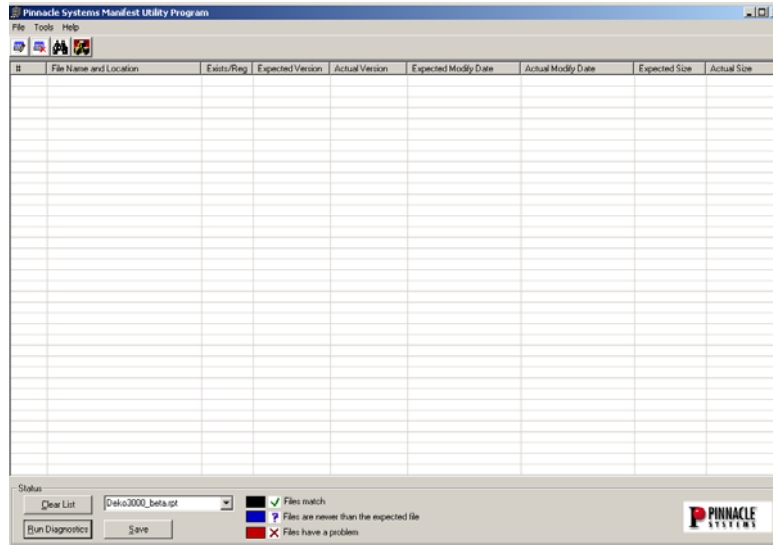 Pinnacle Systems Manifest Utility Program
File Tools Help
# File Name and Location Exists/Reg Expected Version Actual Version Expected Modify Date Actual Modify Date Expected Size Actual Size
Status
Clear List Deko3000_beta.rpt Files match
? Files are newer than the expected file
Run Diagnostics Save Files have a problem
PINNACLE
SYSTEMS